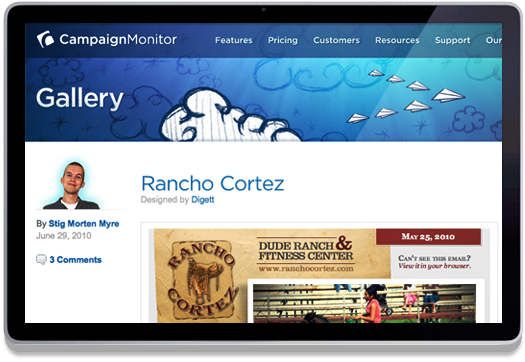 CampaignMonitor
Features Pricing Customers Resources Support Our
Gallery
Rancho Cortez
Designed by Digett
By Stig Morten Myre
June 29, 2010
3 Comments
RANCHO
CORTEZ
DUDE RANCH &
FITNESS CENTER
www.ranchocortez.com
MAY 25, 2010
CAN'T SEE THIS EMAIL?
View it in your browser.